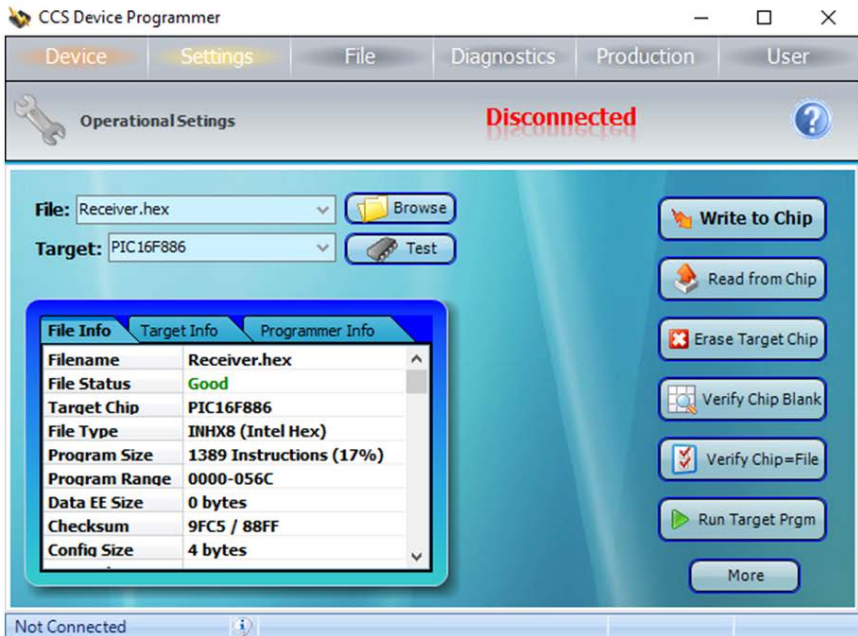 CCS Device Programmer
Device Settings File Diagnostics Production User
Operational Setings Disconnected
File: Receiver.hex Browse
Target: PIC16F886 Test
Write to Chip
Read from Chip
Erase Target Chip
Verify Chip Blank
Verify Chip=File
Run Target Prgm
More
File Info Target Info Programmer Info
Filename Receiver.hex
File Status Good
Target Chip PIC16F886
File Type INHX8 (Intel Hex)
Program Size 1389 Instructions (17%)
Program Range 0000-056C
Data EE Size 0 bytes
Checksum 9FC5 / 88FF
Config Size 4 bytes
Not Connected